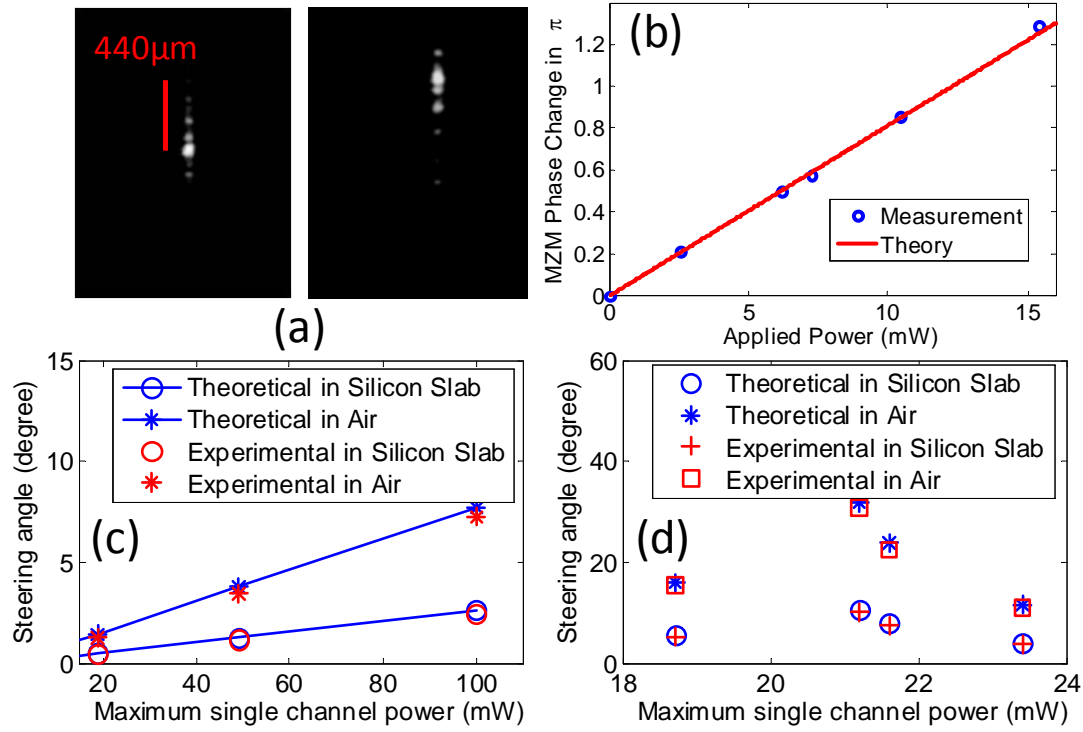 440μm
(a)
(b)
MZM Phase Change in π
1.2
1
0.8
0.6
0.4
0.2
0
Measurement
Theory
0 5 10 15
Applied Power (mW)
(c)
Steering angle (degree)
15
10
5
0
Theoretical in Silicon Slab
Theoretical in Air
Experimental in Silicon Slab
Experimental in Air
20 40 60 80 100
Maximum single channel power (mW)
(d)
Steering angle (degree)
60
40
20
0
Theoretical in Silicon Slab
Theoretical in Air
Experimental in Silicon Slab
Experimental in Air
18 20 22 24
Maximum single channel power (mW)